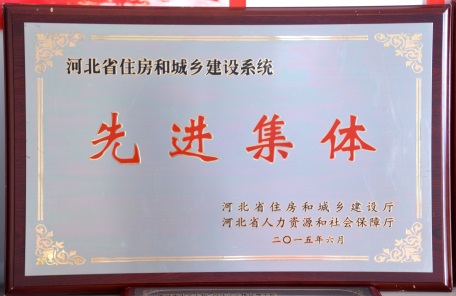 河北省住房和城乡建设系统
先进集体
河北省住房和城乡建设厅
河北省人力资源和社会保障厅
二〇一五年六月